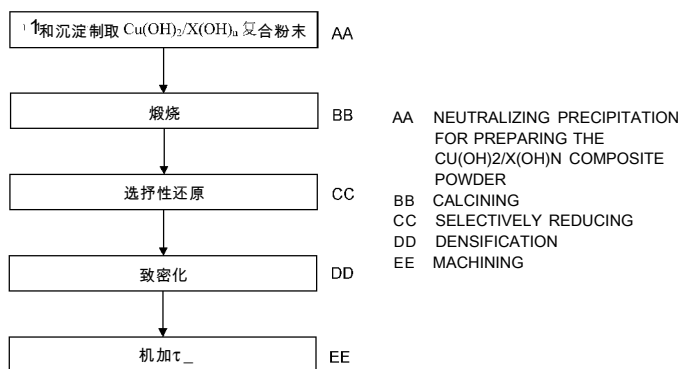 和沉淀制取 Cu(OH)₂/X(OH)ₙ 复合粉末 AA
煅烧 BB
选择性还原 CC
致密化 DD
机加 EE
AA NEUTRALIZING PRECIPITATION
FOR PREPARING THE
CU(OH)2/X(OH)N COMPOSITE
POWDER
BB CALCINING
CC SELECTIVELY REDUCING
DD DENSIFICATION
EE MACHINING